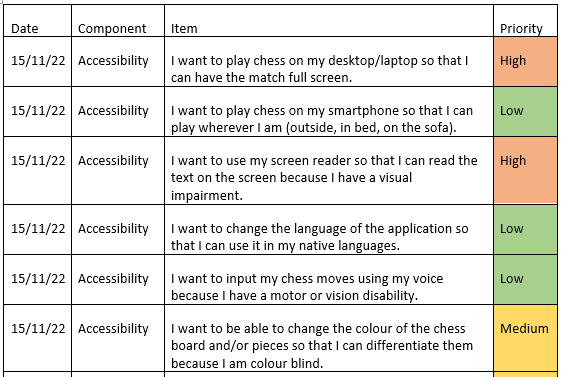 Date Component Item Priority
15/11/22 Accessibility I want to play chess on my desktop/laptop so that I High
can have the match full screen.
15/11/22 Accessibility I want to play chess on my smartphone so that I can Low
play wherever I am (outside, in bed, on the sofa).
15/11/22 Accessibility I want to use my screen reader so that I can read the High
text on the screen because I have a visual
impairment.
15/11/22 Accessibility I want to change the language of the application so Low
that I can use it in my native languages.
15/11/22 Accessibility I want to input my chess moves using my voice Low
because I have a motor or vision disability.
15/11/22 Accessibility I want to be able to change the colour of the chess Medium
board and/or pieces so that I can differentiate them
because I am colour blind.